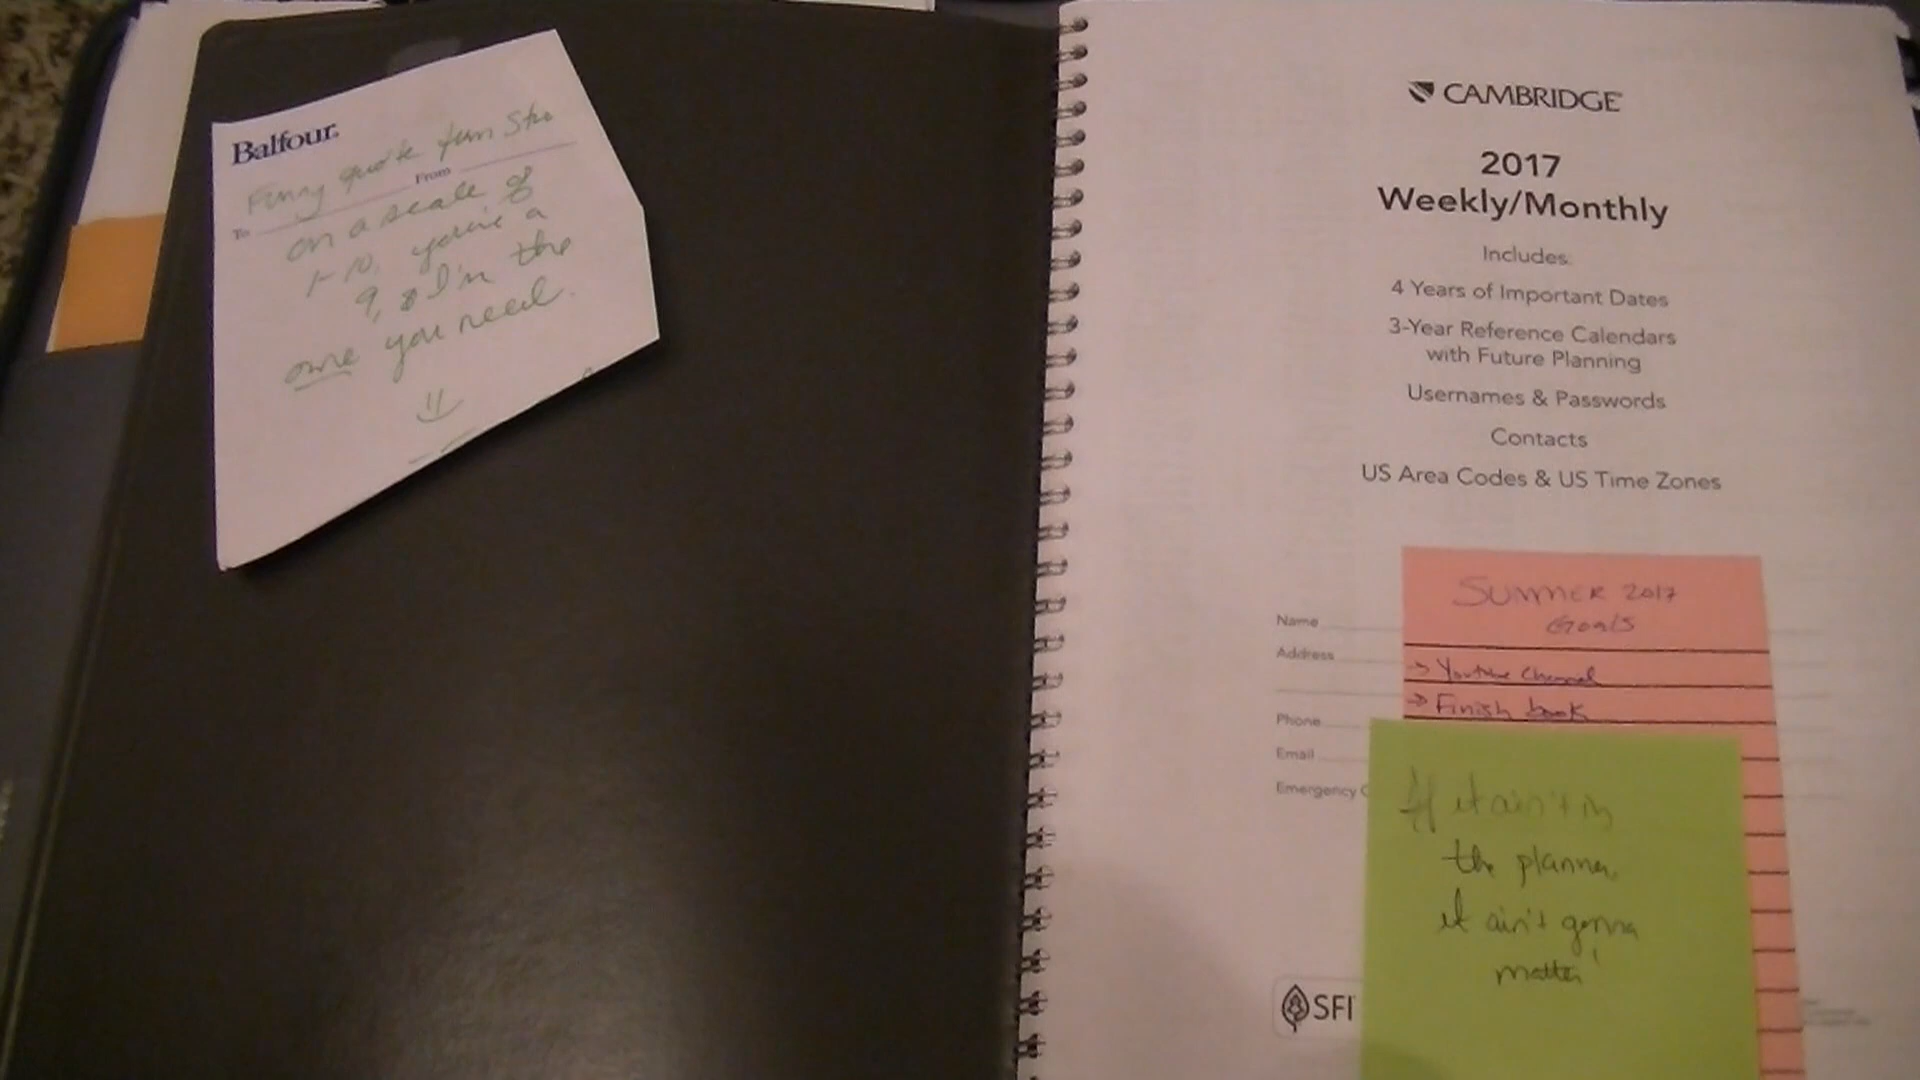 Balfour.
Funny quote from Stu
From
To
on a scale of
1-10, you're a
9, & I'm the
one you need.
CAMBRIDGE
2017
Weekly/Monthly
Includes:
4 Years of Important Dates
3-Year Reference Calendars
with Future Planning
Usernames & Passwords
Contacts
US Area Codes & US Time Zones
SUMMER 2017
Goals
→ Youtube Channel
→ Finish book
Name
Address
Phone
Email
Emergency C
If it ain't in
the planner,
it ain't gonna
matter!
SFI